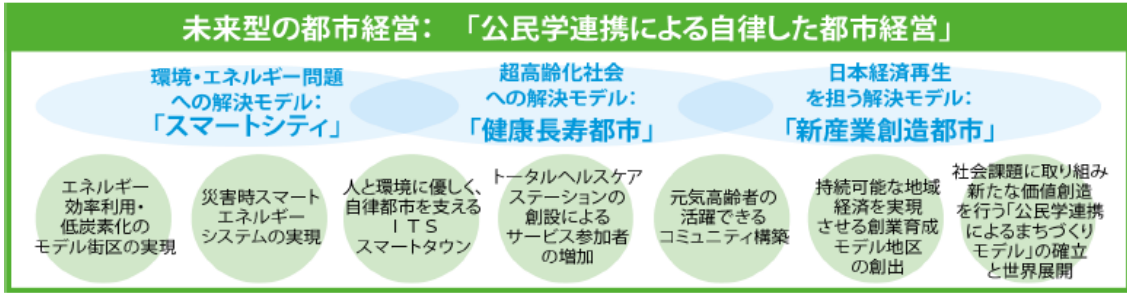 未来型の都市経営： 「公民学連携による自律した都市経営」
環境・エネルギー問題
への解決モデル：
「スマートシティ」
超高齢化社会
への解決モデル：
「健康長寿都市」
日本経済再生
を担う解決モデル：
「新産業創造都市」
エネルギー
効率利用・
低炭素化の
モデル街区の実現
災害時スマート
エネルギー
システムの実現
人と環境に優しく、
自律都市を支える
ＩＴＳ
スマートタウン
トータルヘルスケア
ステーションの
創設による
サービス参加者
の増加
元気高齢者の
活躍できる
コミュニティ構築
持続可能な地域
経済を実現
させる創業育成
モデル地区
の創出
社会課題に取り組み
新たな価値創造
を行う「公民学連携
によるまちづくり
モデル」の確立
と世界展開